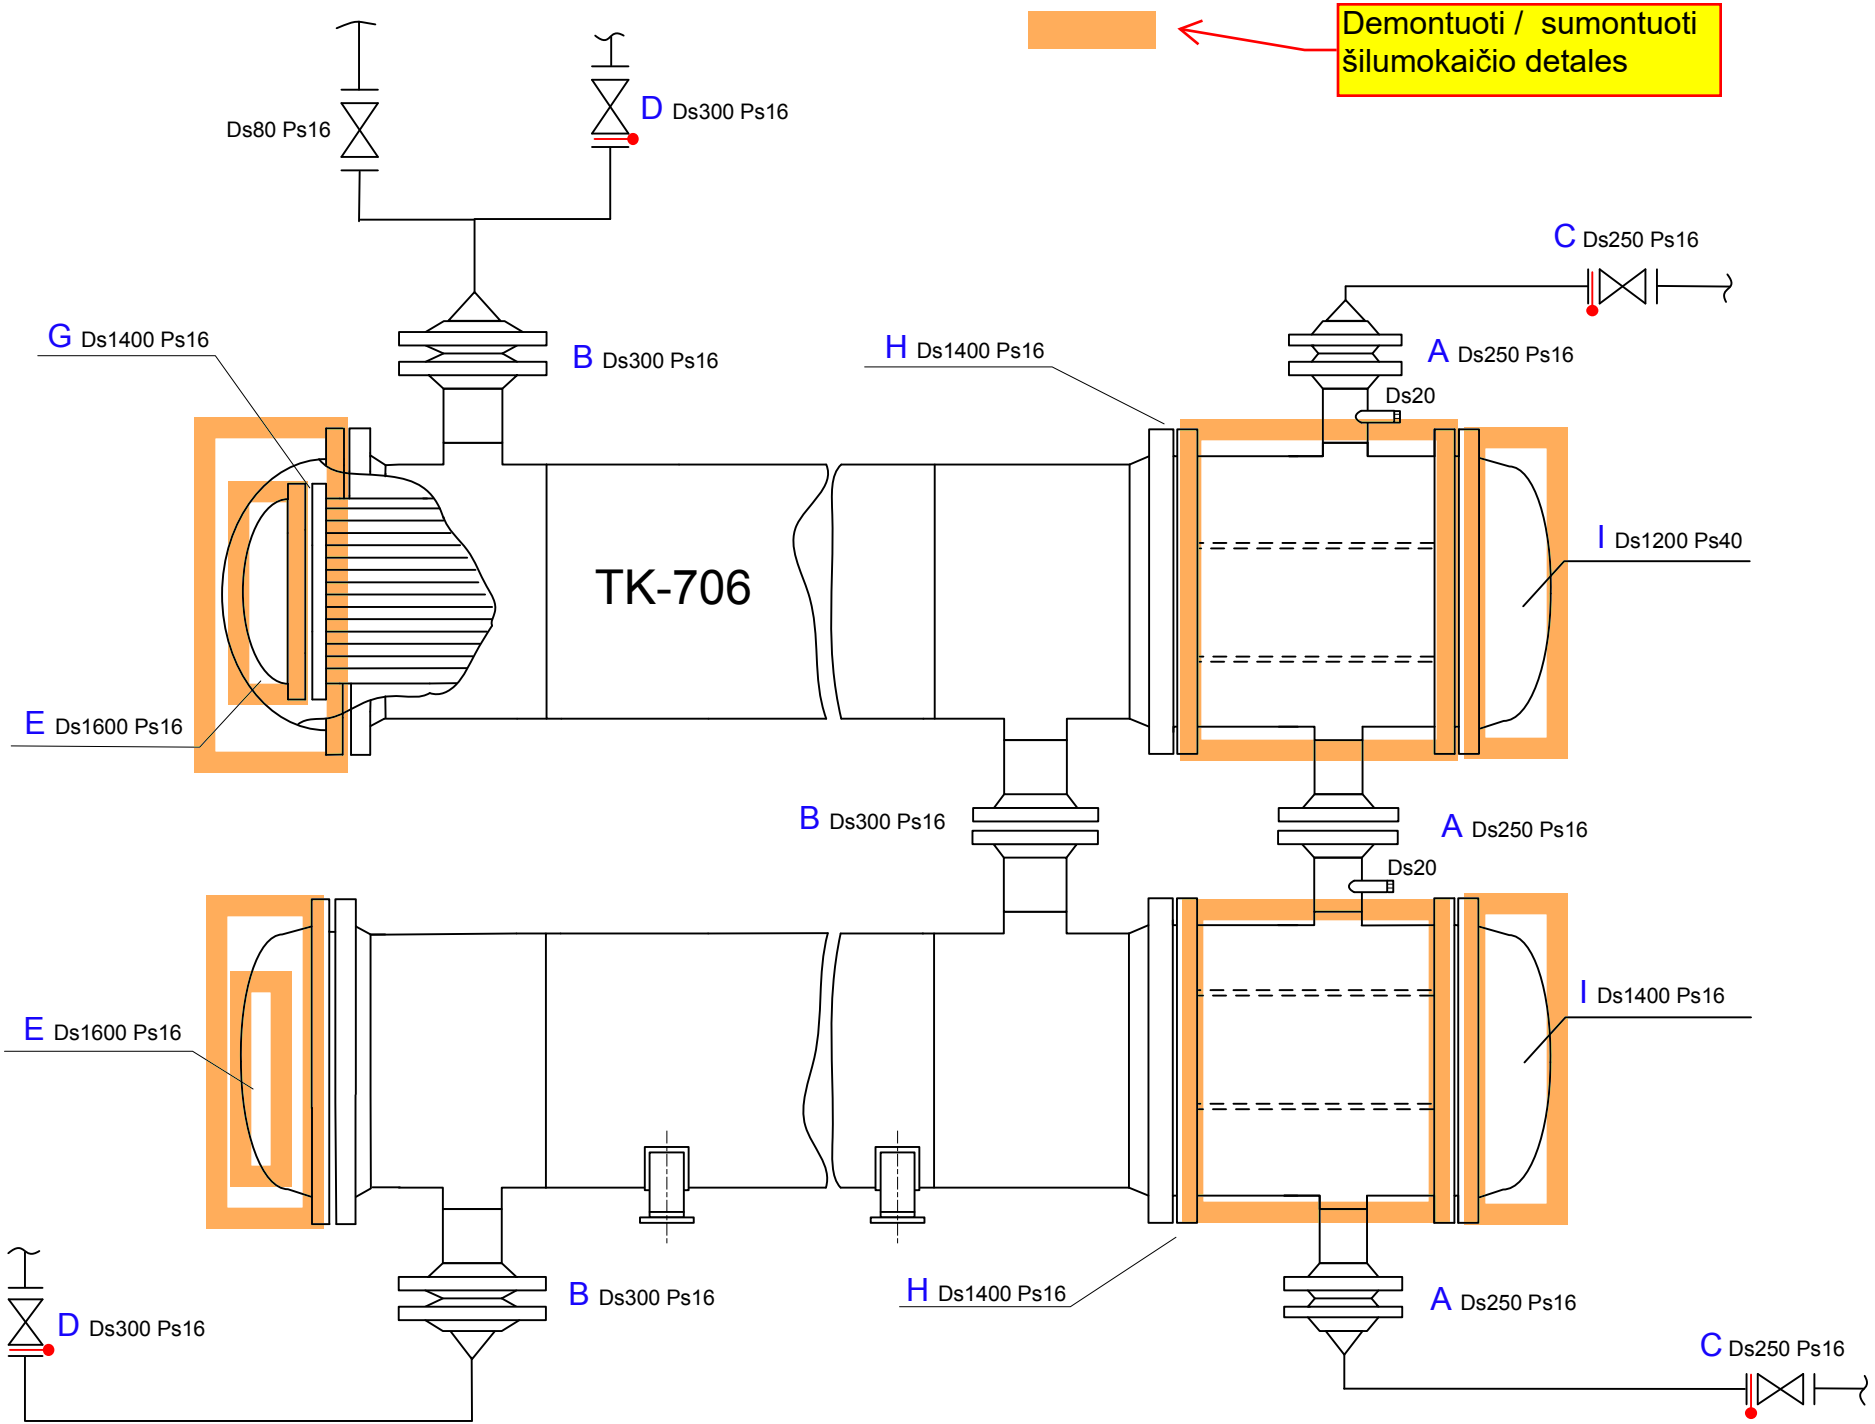 Demontuoti / sumontuoti
šilumokaičio detales
D Ds300 Ps16
Ds80 Ps16
C Ds250 Ps16
G Ds1400 Ps16
B Ds300 Ps16
H Ds1400 Ps16
A Ds250 Ps16
Ds20
I Ds1200 Ps40
TK-706
E Ds1600 Ps16
B Ds300 Ps16
A Ds250 Ps16
Ds20
I Ds1400 Ps16
E Ds1600 Ps16
B Ds300 Ps16
H Ds1400 Ps16
A Ds250 Ps16
D Ds300 Ps16
C Ds250 Ps16